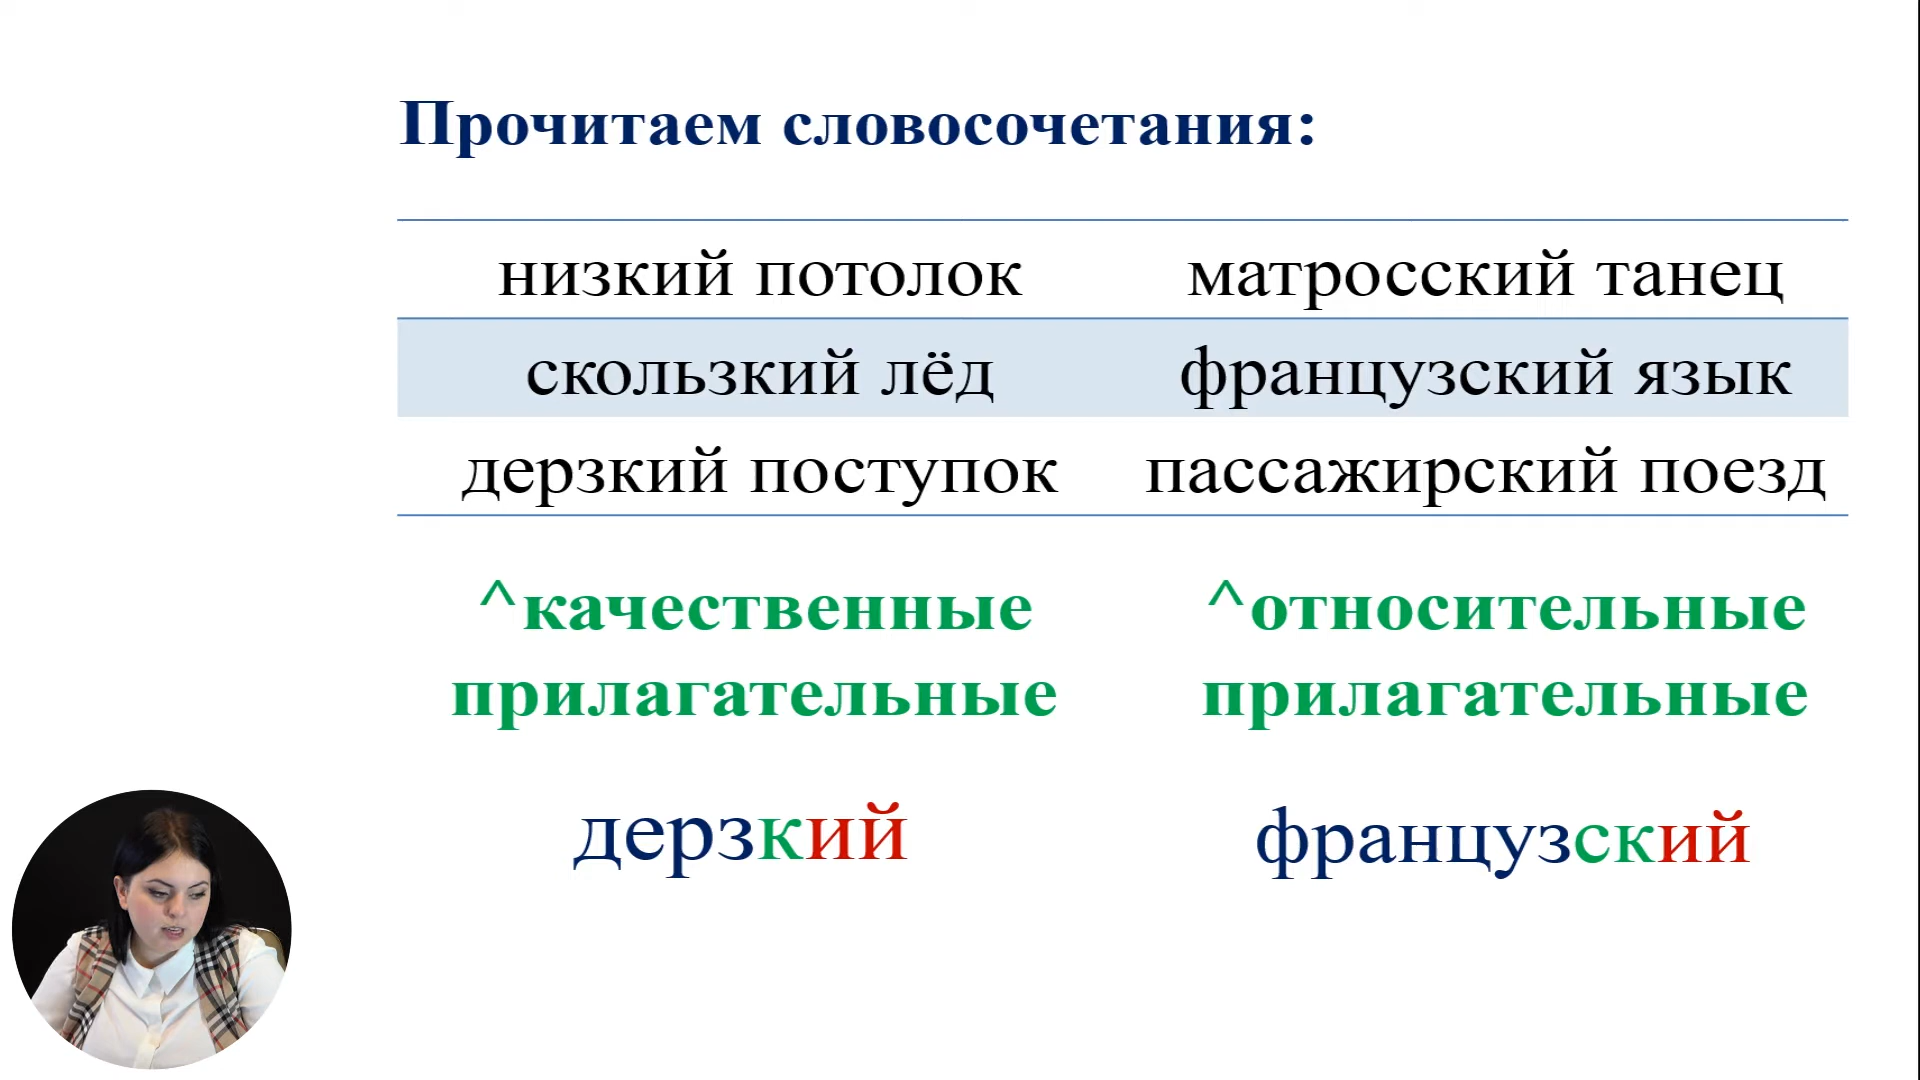 Прочитаем словосочетания:
низкий потолок матросский танец
скользкий лёд французский язык
дерзкий поступок пассажирский поезд
^качественные ^относительные
прилагательные прилагательные
дерзкий французский